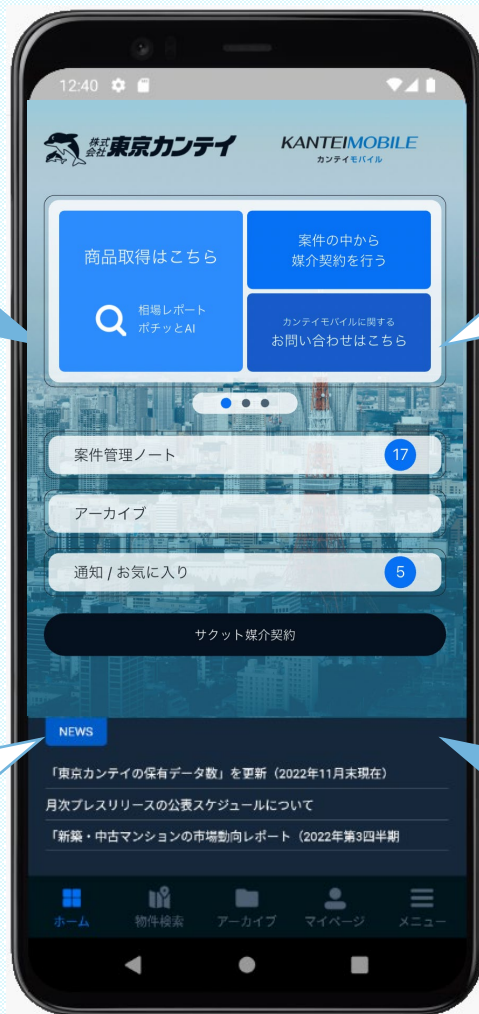 12:40
株式会社東京カンテイ
KANTEIMOBILE
カンテイモバイル
商品取得はこちら
相場レポート
ポチッとAI
案件の中から
媒介契約を行う
カンテイモバイルに関する
お問い合わせはこちら
案件管理ノート 17
アーカイブ
通知 / お気に入り 5
サクット媒介契約
NEWS
「東京カンテイの保有データ数」を更新（2022年11月末現在）
月次プレスリリースの公表スケジュールについて
「新築・中古マンションの市場動向レポート（2022年第3四半期
ホーム 物件検索 アーカイブ マイページ メニュー